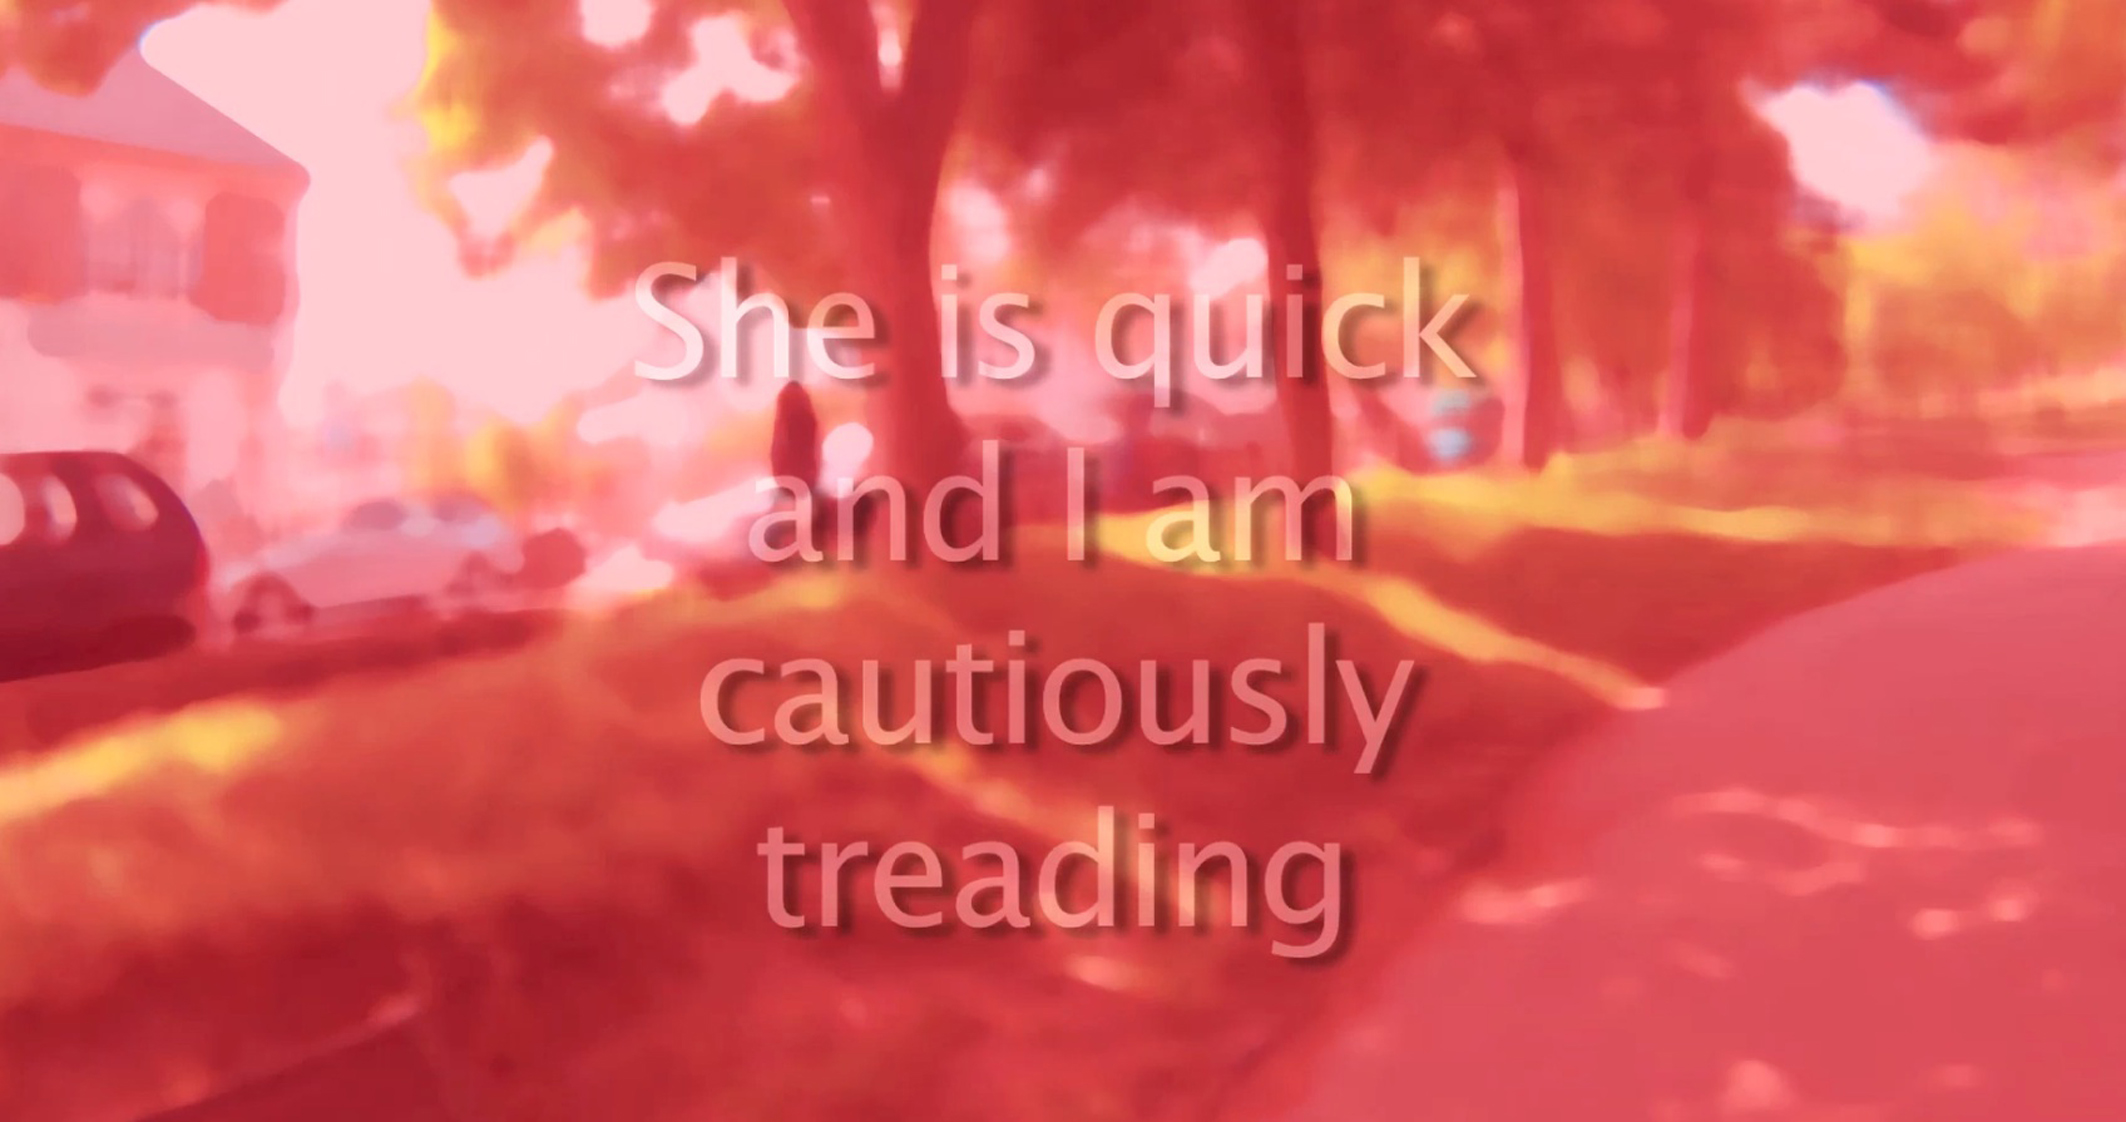 She is quick
and I am
cautiously
treading